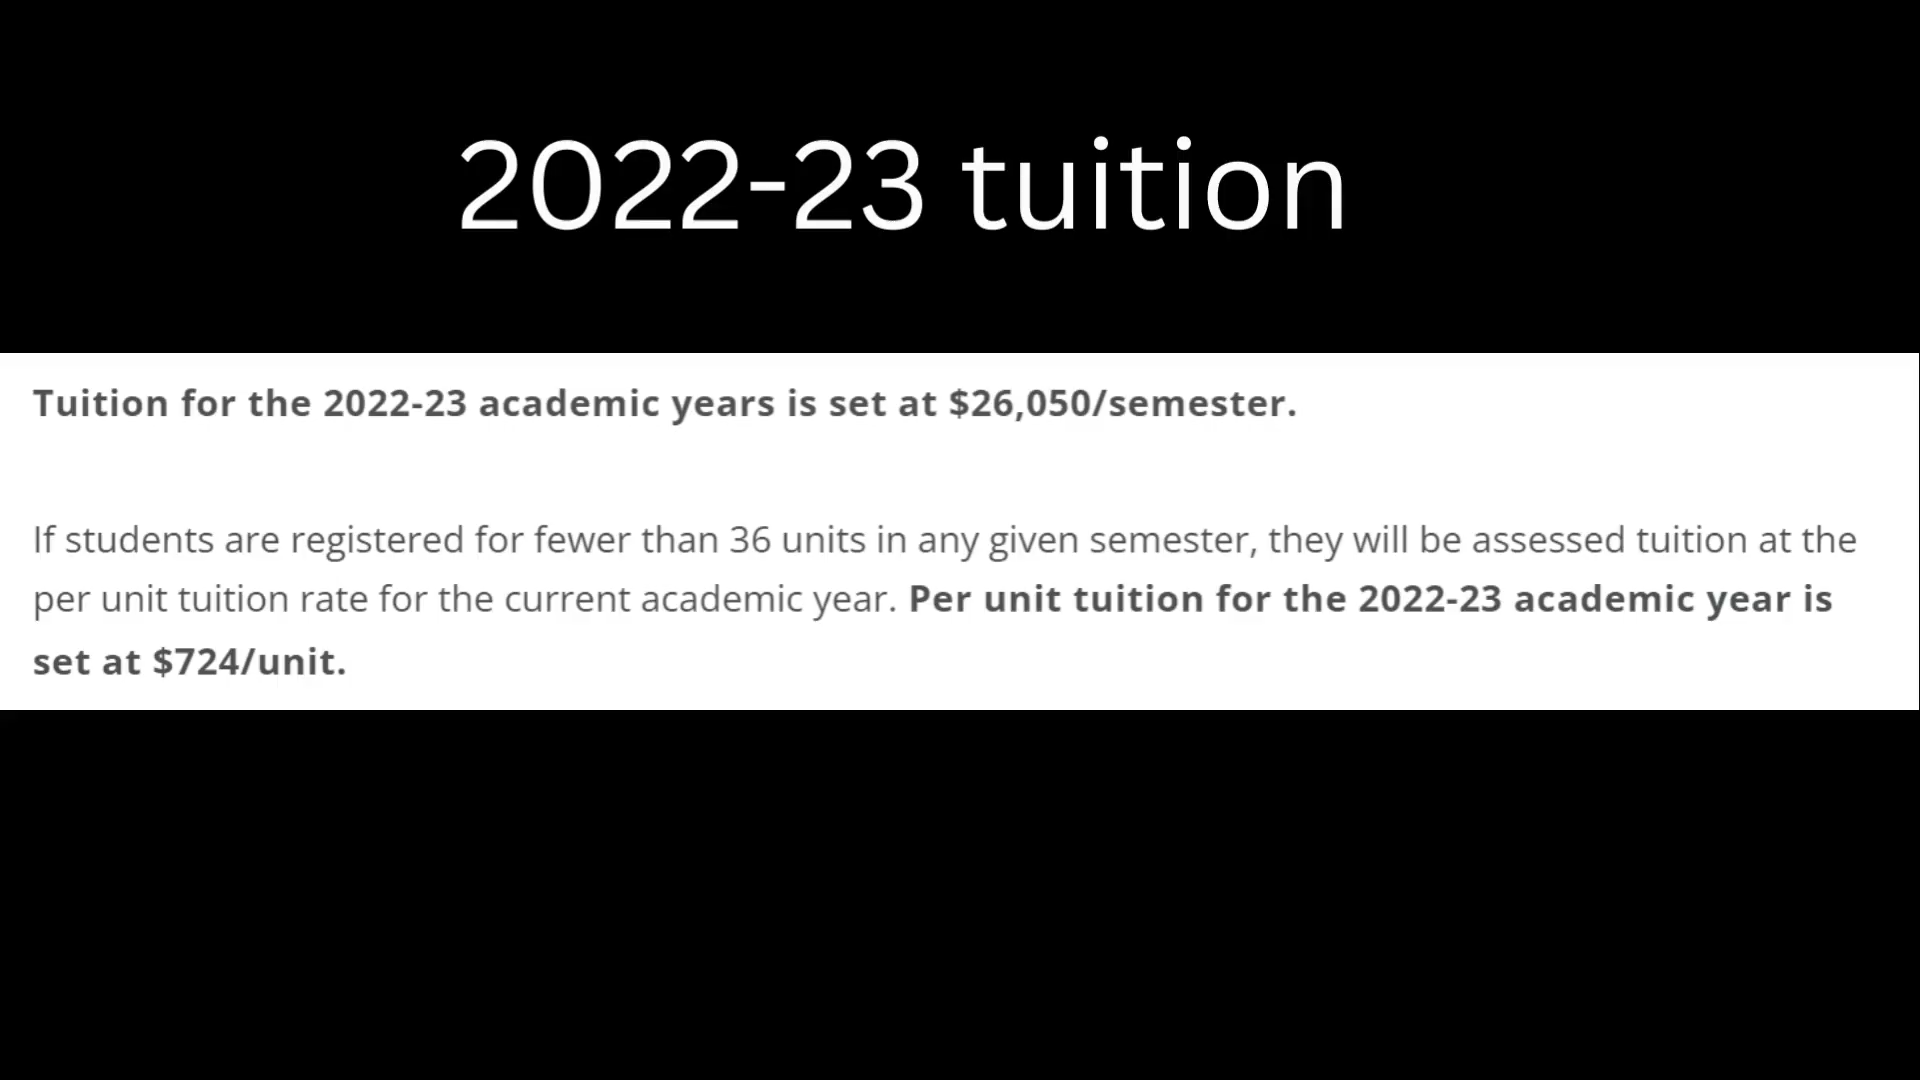 2022-23 tuition
Tuition for the 2022-23 academic years is set at $26,050/semester.
If students are registered for fewer than 36 units in any given semester, they will be assessed tuition at the
per unit tuition rate for the current academic year. Per unit tuition for the 2022-23 academic year is
set at $724/unit.